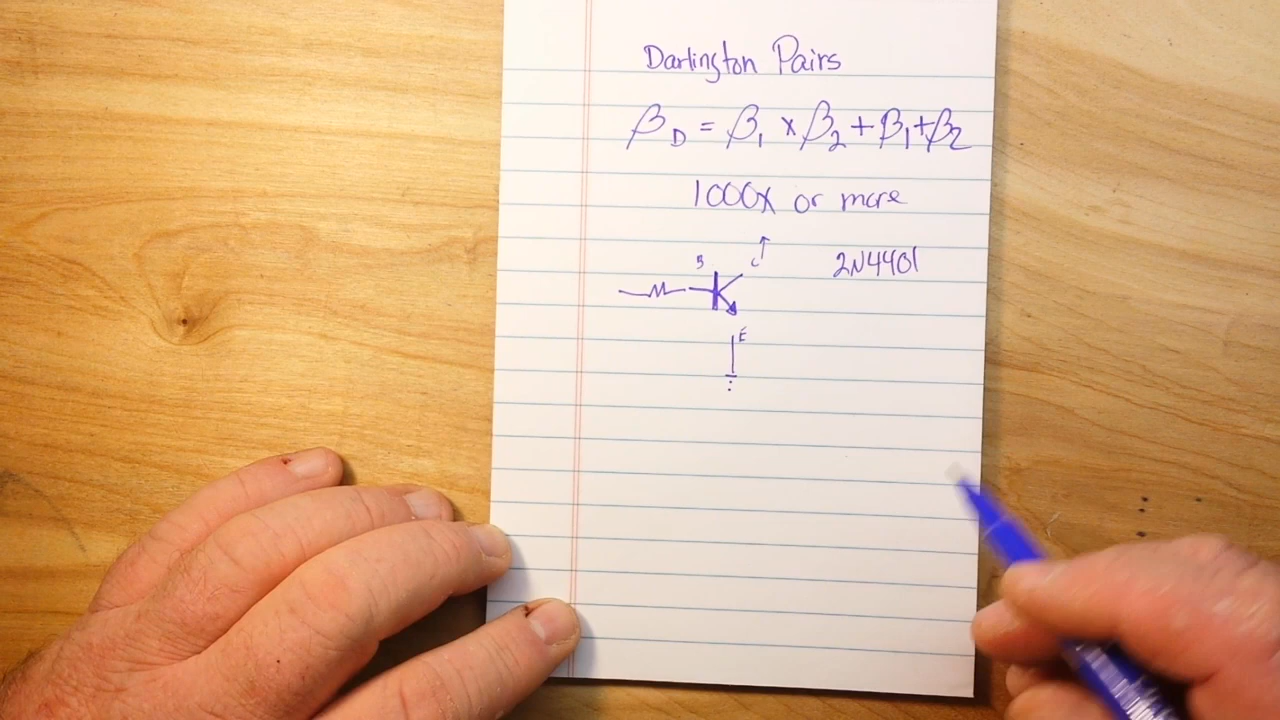 Darlington Pairs
βD = β1 x β2 + β1 + β2
1000x or more
B C 2N4401
E